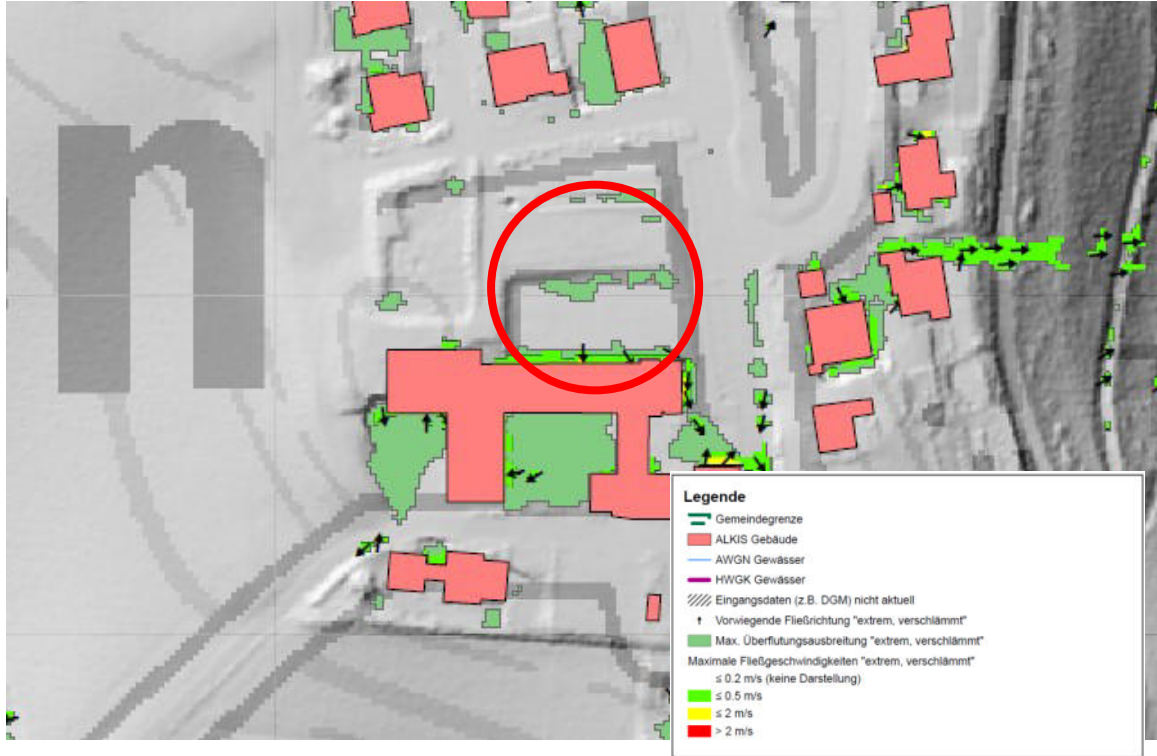 n
Legende
Gemeindegrenze
ALKIS Gebäude
AWGN Gewässer
HWGK Gewässer
Eingangsdaten (z.B. DGM) nicht aktuell
Vorwiegende Fließrichtung "extrem, verschlämmt"
Max. Überflutungsausbreitung "extrem, verschlämmt"
Maximale Fließgeschwindigkeiten "extrem, verschlämmt"
≤ 0.2 m/s (keine Darstellung)
≤ 0.5 m/s
≤ 2 m/s
> 2 m/s